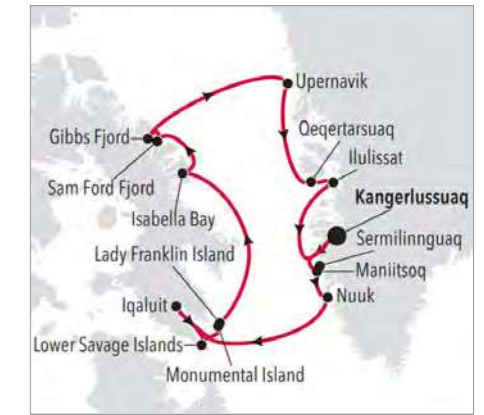 Upernavik
Gibbs Fjord
Qeqertarsuaq
Ilulissat
Sam Ford Fjord
Kangerlussuaq
Isabella Bay
Sermilinnguaq
Lady Franklin Island
Maniitsoq
Iqaluit
Nuuk
Lower Savage Islands
Monumental Island